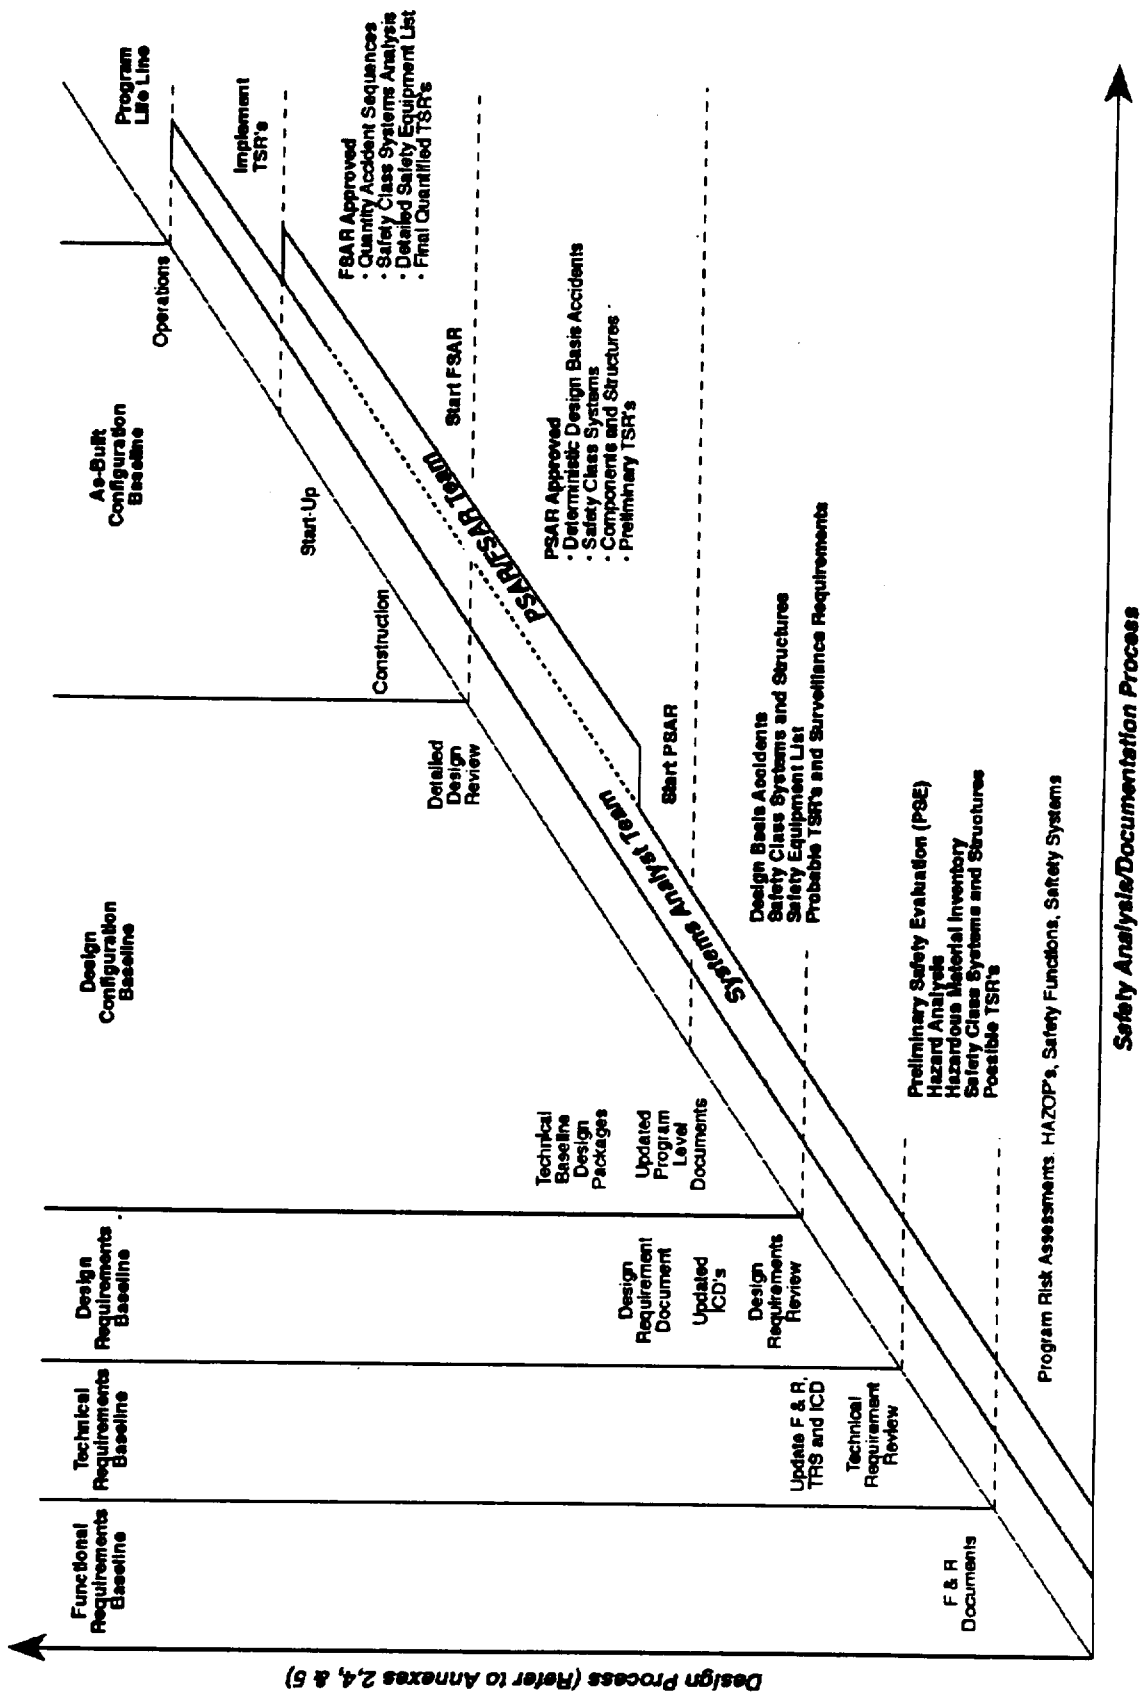 Functional
Requirements
Baseline
Technical
Requirements
Baseline
Design
Requirements
Baseline
Design
Configuration
Baseline
As-Built
Configuration
Baseline
Program
Life Line
Operations
Implement
TSR's
Start-Up
FSAR Approved
· Quantity Accident Sequences
· Safety Class Systems Analysis
· Detailed Safety Equipment List
· Final Quantified TSR's
Construction
Start FSAR
Detailed
Design
Review
PSAR/FSAR Team
PSAR Approved
· Deterministic Design Basis Accidents
· Safety Class Systems
· Components and Structures
· Preliminary TSR's
Technical
Baseline
Design
Packages
Updated
Program
Level
Documents
Systems Analyst Team
Start PSAR
Design
Requirement
Document
Updated
ICD's
Design
Requirements
Review
Design Basis Accidents
Safety Class Systems and Structures
Safety Equipment List
Probable TSR's and Surveillance Requirements
Update F & R,
TRS and ICD
Technical
Requirement
Review
Preliminary Safety Evaluation (PSE)
Hazard Analysis
Hazardous Material Inventory
Safety Class Systems and Structures
Possible TSR's
F & R
Documents
Program Risk Assessments. HAZOP's, Safety Functions, Saftety Systems
Design Process (Refer to Annexes 2,4, & 5)
Safety Analysis/Documentation Process